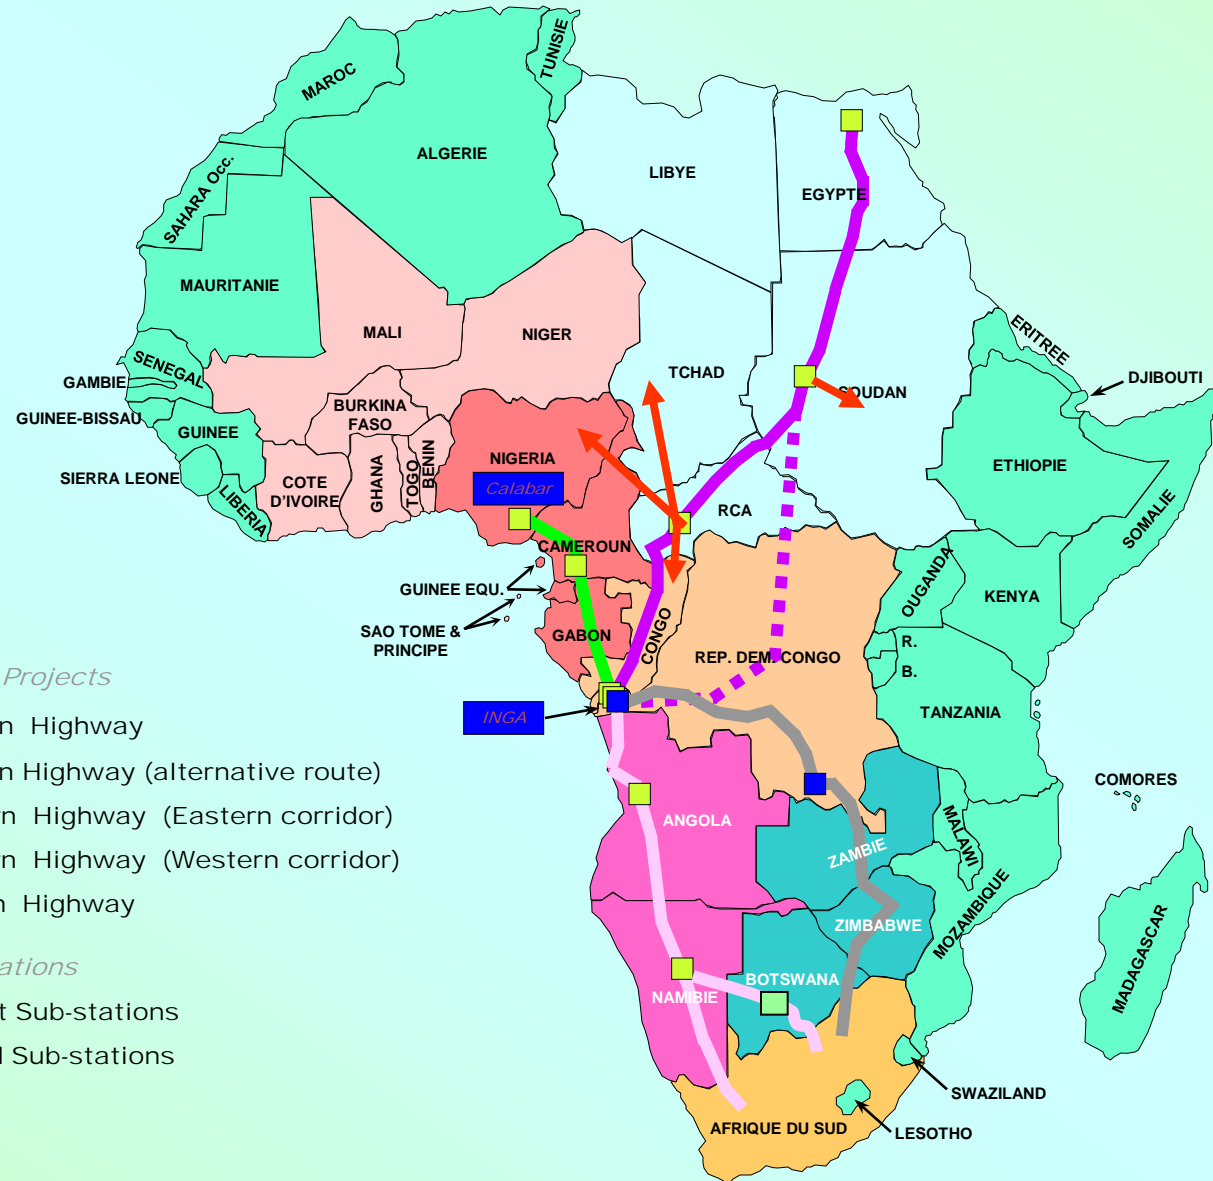 TUNISIE
MAROC
ALGERIE
LIBYE
EGYPTE
SAHARA Occ.
MAURITANIE
MALI
NIGER
TCHAD
SOUDAN
ERITREE
DJIBOUTI
SENEGAL
GAMBIE
GUINEE-BISSAU
GUINEE
SIERRA LEONE
LIBERIA
COTE
D'IVOIRE
BURKINA
FASO
GHANA
TOGO
BENIN
NIGERIA
Calabar
CAMEROUN
RCA
ETHIOPIE
SOMALIE
GUINEE EQU.
SAO TOME &
PRINCIPE
GABON
CONGO
REP. DEM. CONGO
OUGANDA
KENYA
R.
B.
TANZANIA
INGA
COMORES
ANGOLA
ZAMBIE
MALAWI
MOZAMBIQUE
ZIMBABWE
MADAGASCAR
NAMIBIE
BOTSWANA
SWAZILAND
LESOTHO
AFRIQUE DU SUD
Projects
n Highway
n Highway (alternative route)
n Highway (Eastern corridor)
n Highway (Western corridor)
n Highway
ations
t Sub-stations
Sub-stations